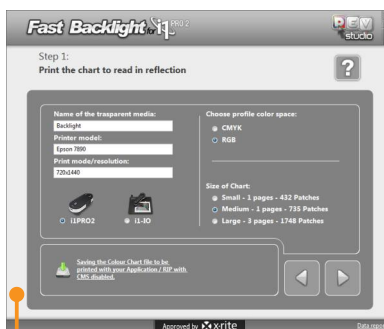 Fast Backlight for i1 PRO 2
REV studio
Step 1:
Print the chart to read in reflection
?
Name of the trasparent media:
Backlight
Printer model:
Epson 7890
Print mode/resolution:
720x1440
i1PRO2
i1-IO
Choose profile color space:
CMYK
RGB
Size of Chart:
Small - 1 pages - 432 Patches
Medium - 1 pages - 735 Patches
Large - 3 pages - 1748 Patches
Saving the Colour Chart file to be
printed with your Application / RIP with
CMS disabled.
Approved by x·rite
Data repor